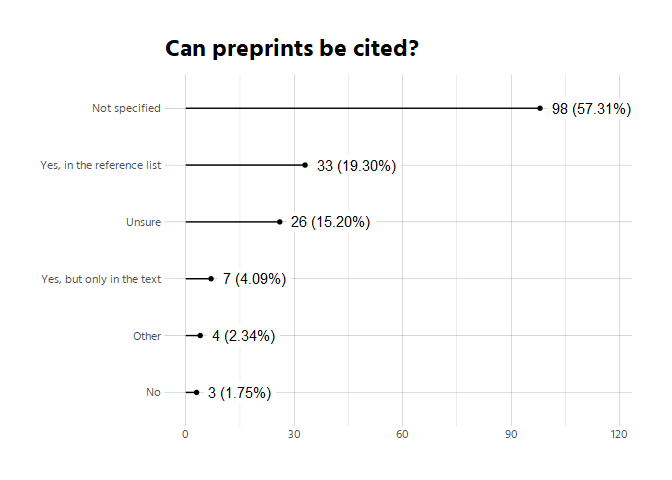 Can preprints be cited?
Not specified 98 (57.31%)
Yes, in the reference list 33 (19.30%)
Unsure 26 (15.20%)
Yes, but only in the text 7 (4.09%)
Other 4 (2.34%)
No 3 (1.75%)
0 30 60 90 120